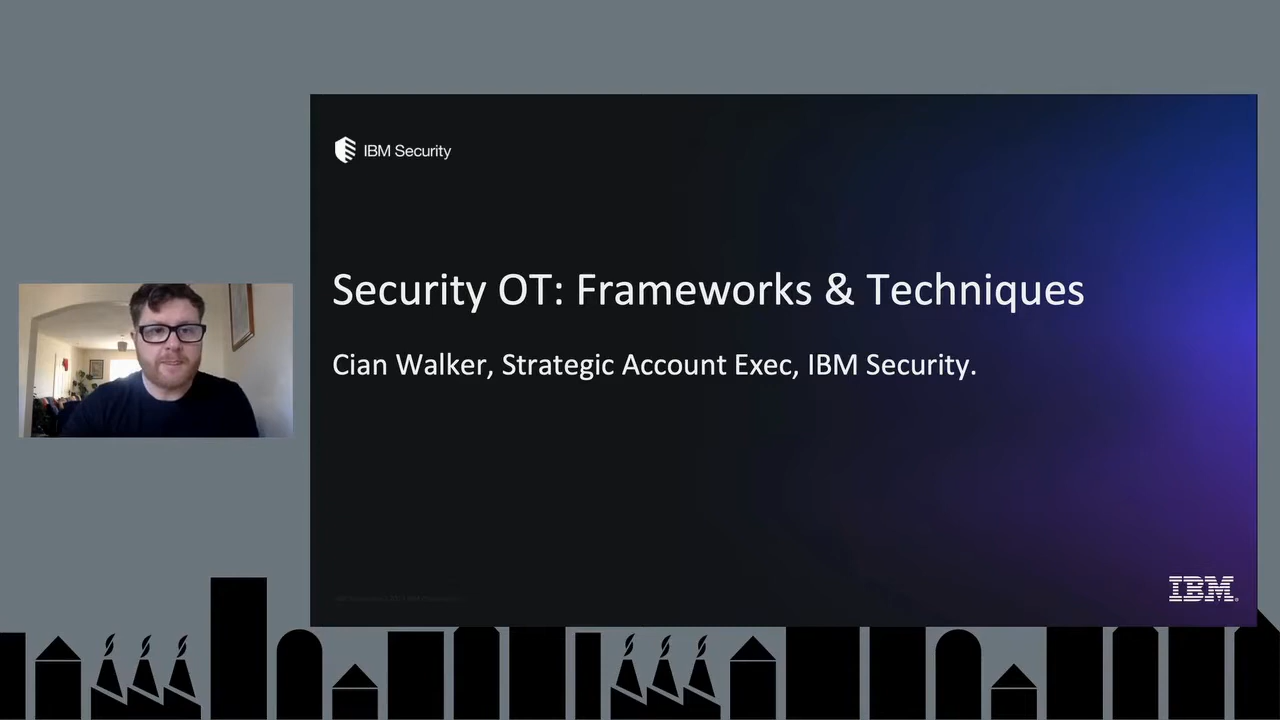 IBM Security
Security OT: Frameworks & Techniques
Cian Walker, Strategic Account Exec, IBM Security.
IBM